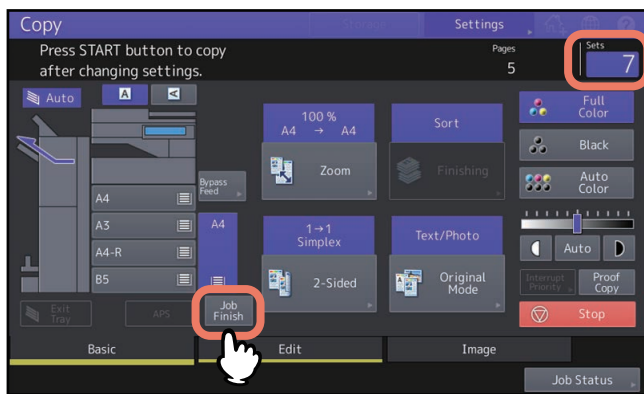 Copy
Storage
Settings
Press START button to copy
after changing settings.
Pages
5
Sets
7
Auto
A
A
100 %
A4 → A4
Zoom
Sort
Finishing
Full
Color
Black
Auto
Color
Bypass
Feed
A4
A3
A4-R
B5
A4
1→1
Simplex
2-Sided
Text/Photo
Original
Mode
Auto
Interrupt
Priority
Proof
Copy
Exit
Tray
APS
Job
Finish
Stop
Basic
Edit
Image
Job Status